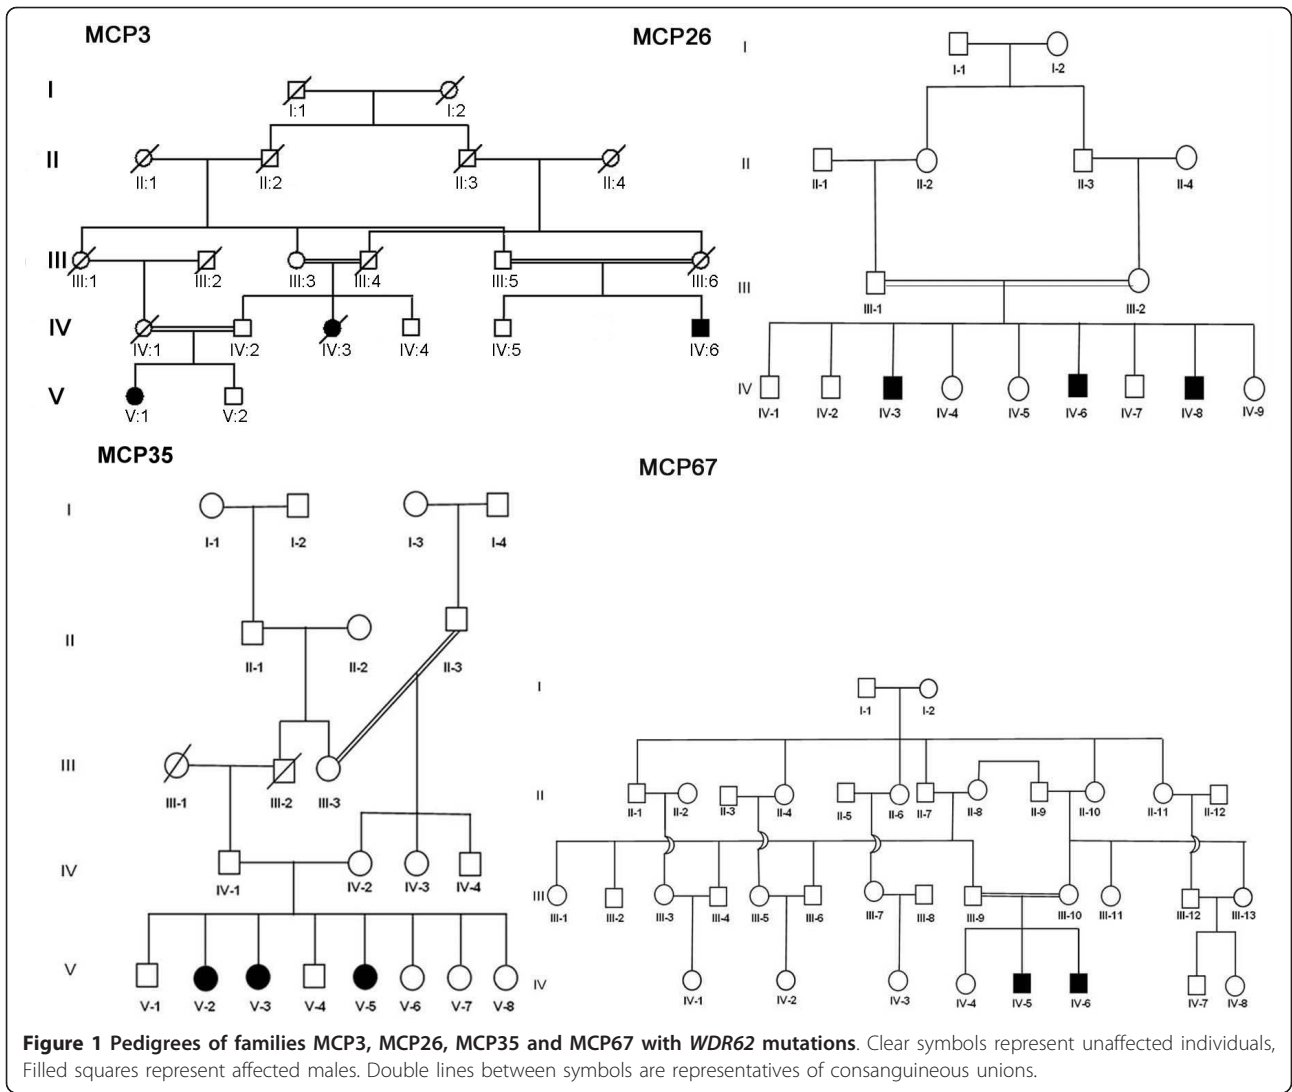 MCP3
I
I:1 I:2
II
II:1 II:2 II:3 II:4
III
III:1 III:2 III:3 III:4 III:5 III:6
IV
IV:1 IV:2 IV:3 IV:4 IV:5 IV:6
V
V:1 V:2
MCP26
I
I-1 I-2
II
II-1 II-2 II-3 II-4
III
III-1 III-2
IV
IV-1 IV-2 IV-3 IV-4 IV-5 IV-6 IV-7 IV-8 IV-9
MCP35
I
I-1 I-2 I-3 I-4
II
II-1 II-2 II-3
III
III-1 III-2 III-3
IV
IV-1 IV-2 IV-3 IV-4
V
V-1 V-2 V-3 V-4 V-5 V-6 V-7 V-8
MCP67
I
I-1 I-2
II
II-1 II-2 II-3 II-4 II-5 II-6 II-7 II-8 II-9 II-10 II-11 II-12
III
III-1 III-2 III-3 III-4 III-5 III-6 III-7 III-8 III-9 III-10 III-11 III-12 III-13
IV
IV-1 IV-2 IV-3 IV-4 IV-5 IV-6 IV-7 IV-8
Figure 1 Pedigrees of families MCP3, MCP26, MCP35 and MCP67 with WDR62 mutations. Clear symbols represent unaffected individuals,
Filled squares represent affected males. Double lines between symbols are representatives of consanguineous unions.